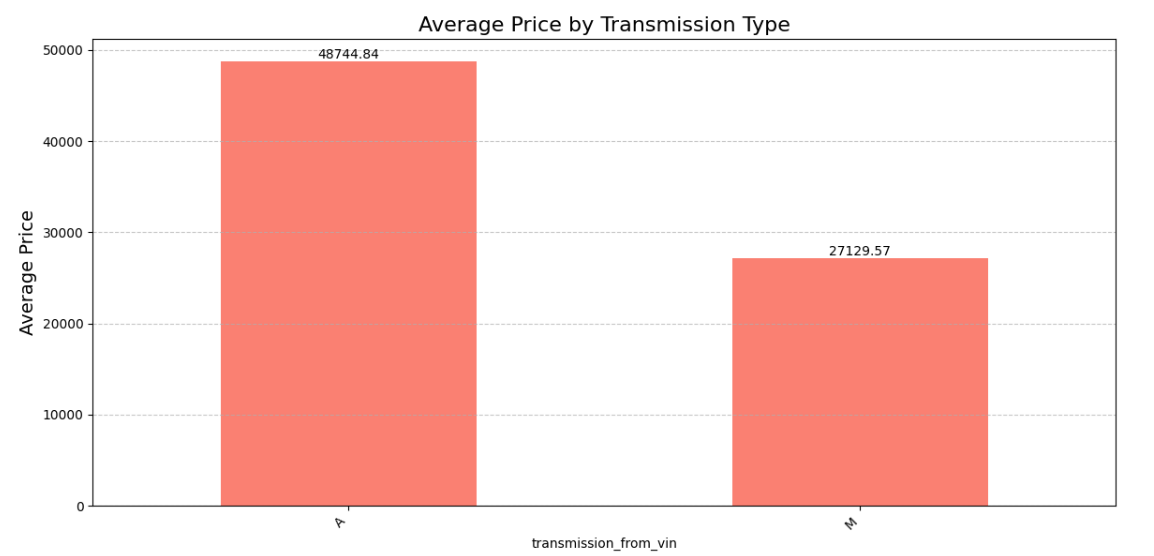 Average Price by Transmission Type
50000
48744.84
40000
30000
27129.57
20000
10000
0
Average Price
A
M
transmission_from_vin